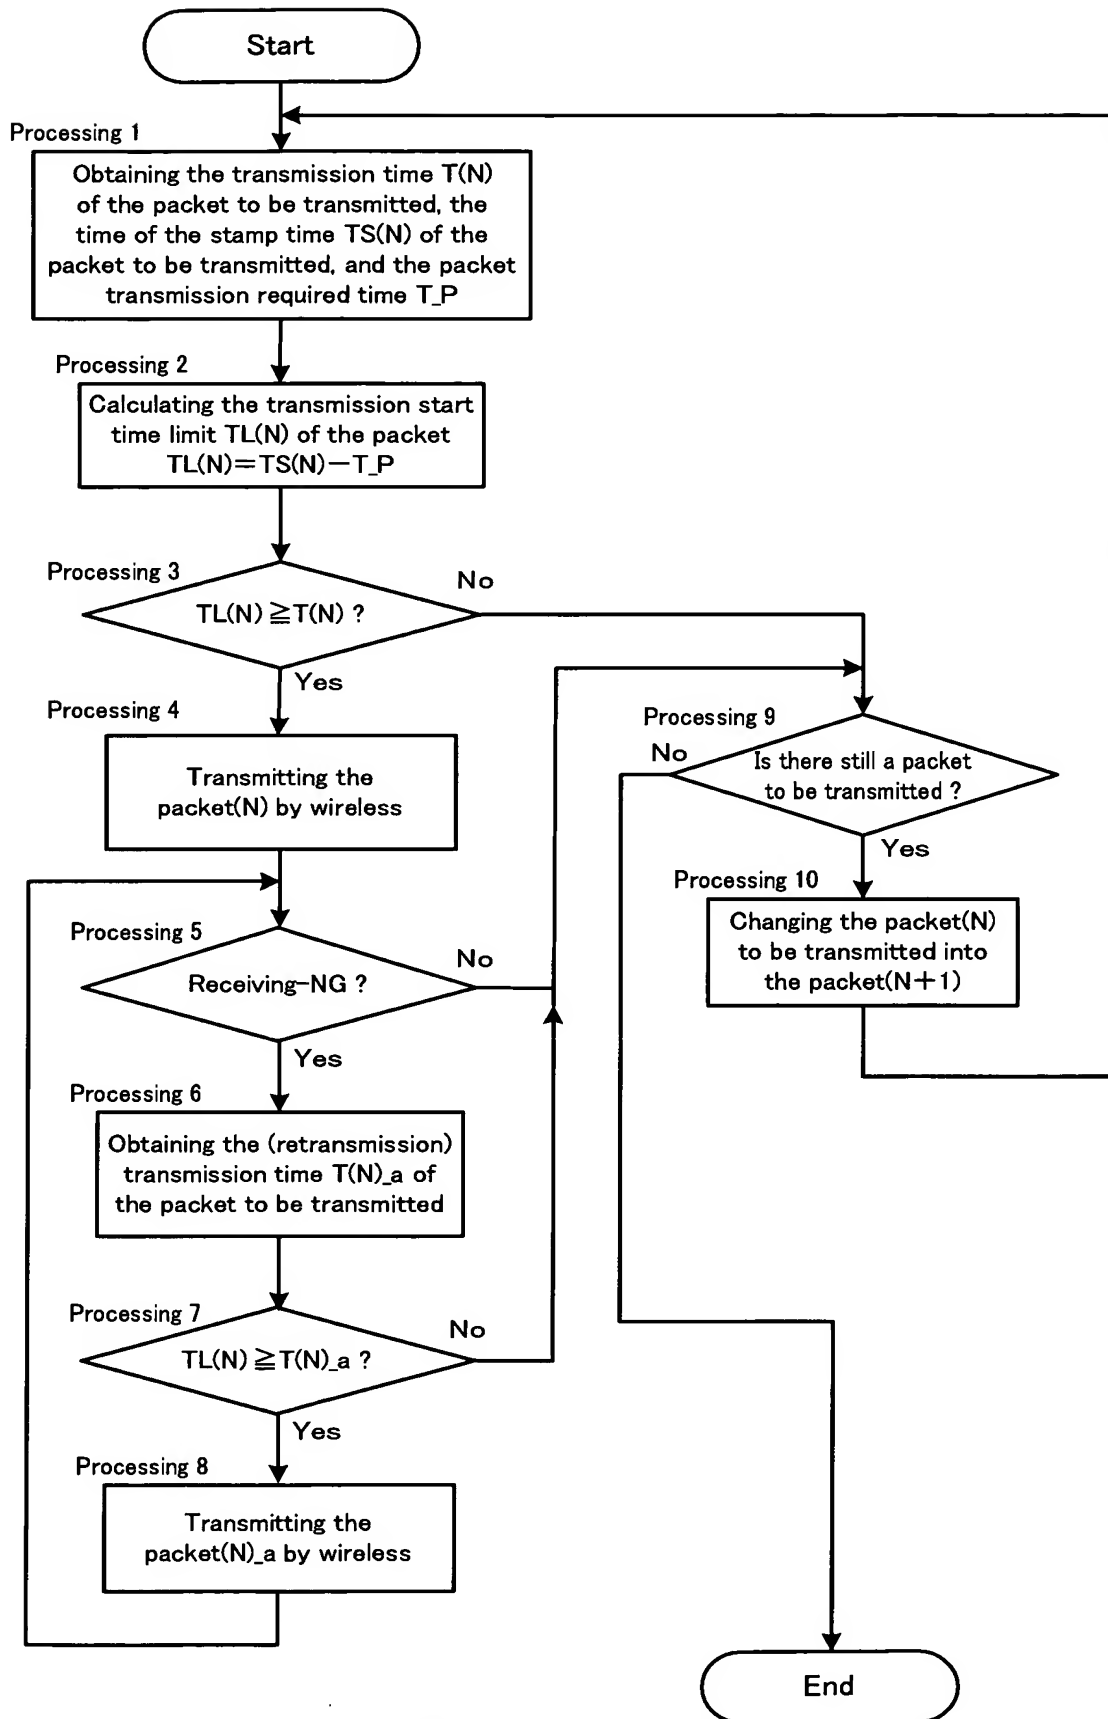 Start
Processing 1
Obtaining the transmission time T(N)
of the packet to be transmitted, the
time of the stamp time TS(N) of the
packet to be transmitted, and the packet
transmission required time T_P
Processing 2
Calculating the transmission start
time limit TL(N) of the packet
TL(N)=TS(N)−T_P
Processing 3
TL(N)≧T(N) ?
No
Yes
Processing 4
Transmitting the
packet(N) by wireless
Processing 5
Receiving-NG ?
No
Yes
Processing 6
Obtaining the (retransmission)
transmission time T(N)_a of
the packet to be transmitted
Processing 7
TL(N)≧T(N)_a ?
No
Yes
Processing 8
Transmitting the
packet(N)_a by wireless
Processing 9
No
Is there still a packet
to be transmitted ?
Yes
Processing 10
Changing the packet(N)
to be transmitted into
the packet(N+1)
End